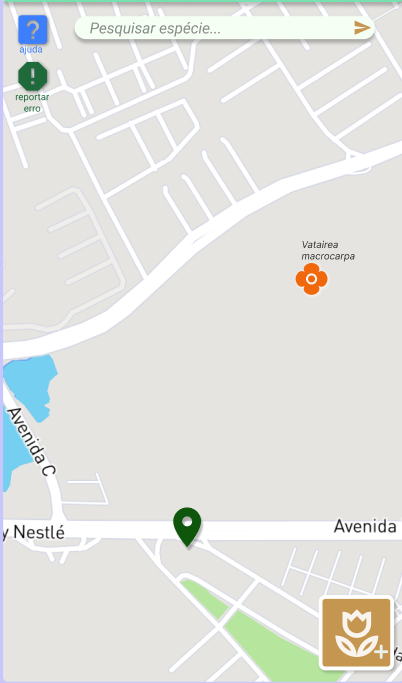 Pesquisar espécie...
ajuda
reportar
erro
Vatairea
macrocarpa
Avenida C
y Nestlé
Avenida